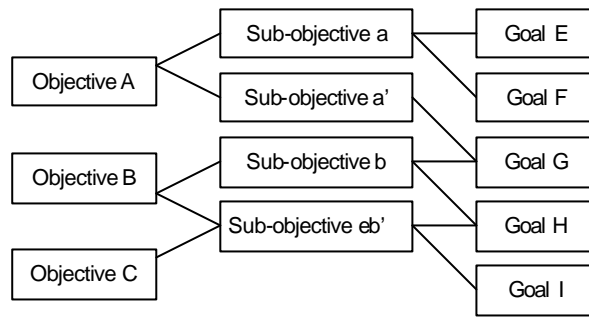 Objective A
Objective B
Objective C
Sub-objective a
Sub-objective a’
Sub-objective b
Sub-objective eb’
Goal E
Goal F
Goal G
Goal H
Goal I